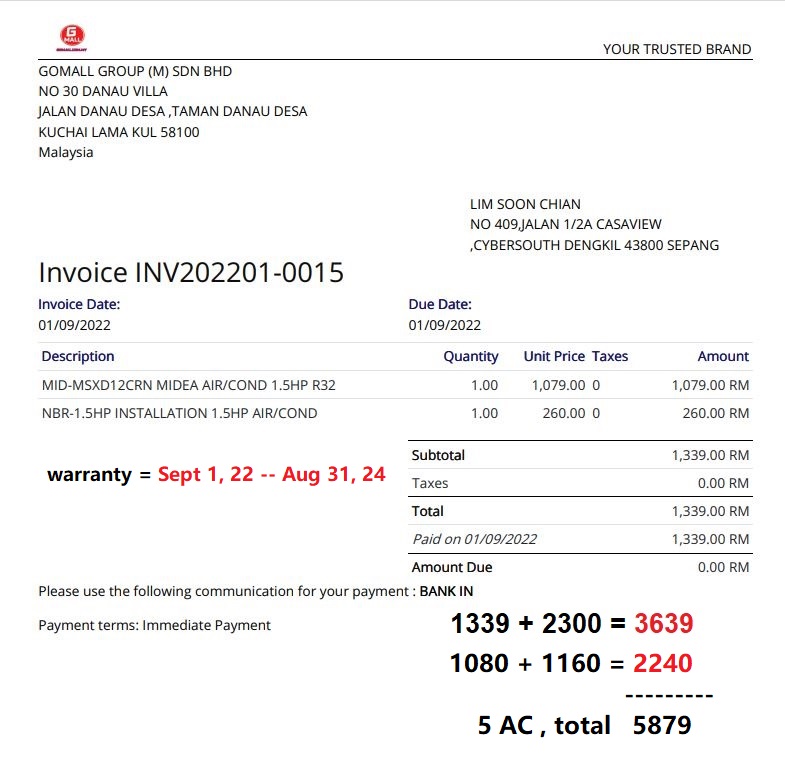 G
MALL
YOUR TRUSTED BRAND
GOMALL GROUP (M) SDN BHD
NO 30 DANAU VILLA
JALAN DANAU DESA ,TAMAN DANAU DESA
KUCHAI LAMA KUL 58100
Malaysia
LIM SOON CHIAN
NO 409,JALAN 1/2A CASAVIEW
,CYBERSOUTH DENGKIL 43800 SEPANG
Invoice INV202201-0015
Invoice Date: Due Date:
01/09/2022 01/09/2022
Description Quantity Unit Price Taxes Amount
MID-MSXD12CRN MIDEA AIR/COND 1.5HP R32 1.00 1,079.00 0 1,079.00 RM
NBR-1.5HP INSTALLATION 1.5HP AIR/COND 1.00 260.00 0 260.00 RM
Subtotal 1,339.00 RM
warranty = Sept 1, 22 -- Aug 31, 24
Taxes 0.00 RM
Total 1,339.00 RM
Paid on 01/09/2022 1,339.00 RM
Amount Due 0.00 RM
Please use the following communication for your payment : BANK IN
Payment terms: Immediate Payment
1339 + 2300 = 3639
1080 + 1160 = 2240
---------
5 AC , total 5879